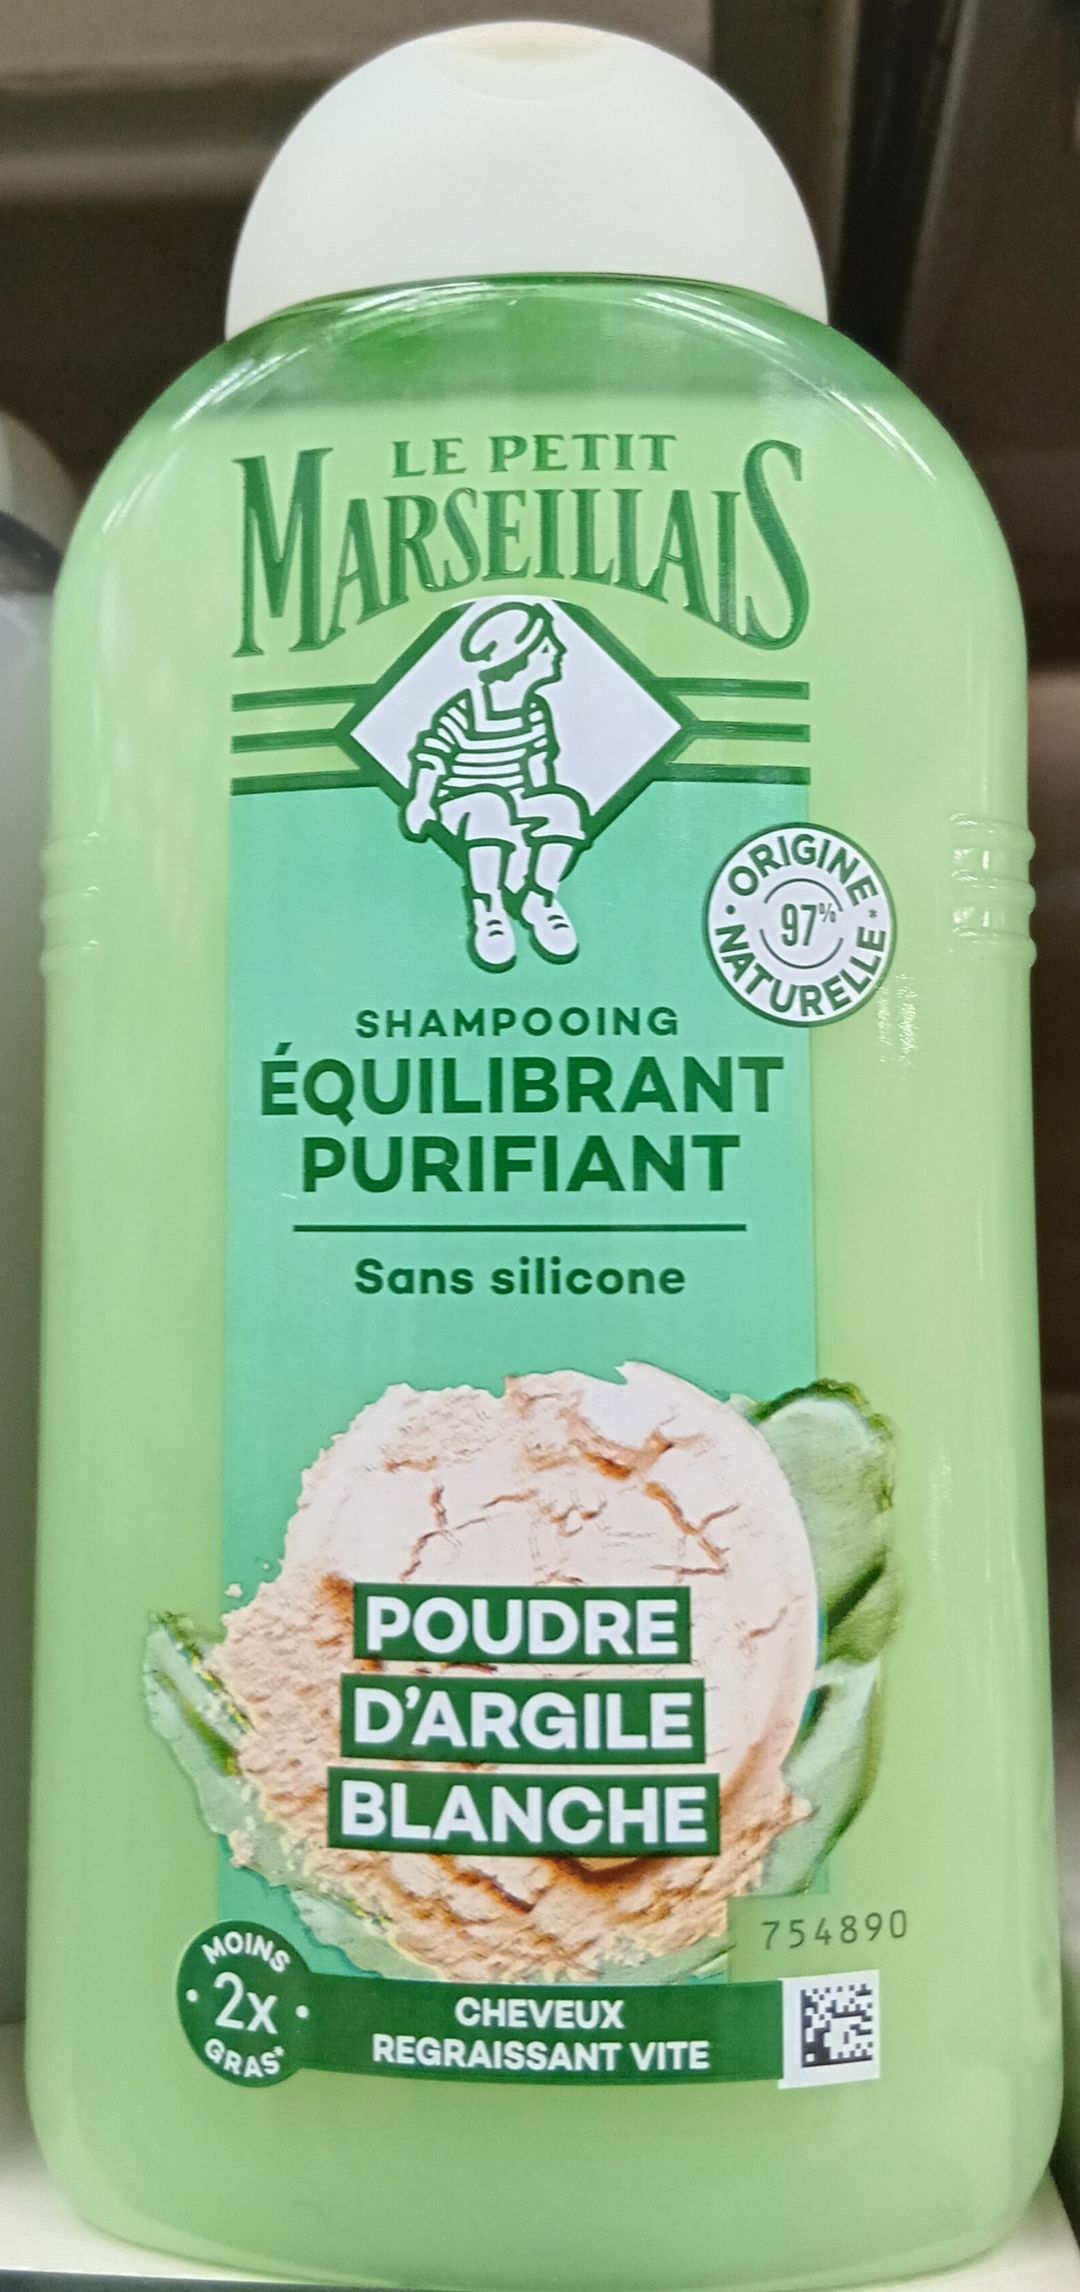 LE PETIT
MARSEILLAIS
ORIGINE
97%
NATURELLE*
SHAMPOOING
ÉQUILIBRANT
PURIFIANT
Sans silicone
POUDRE
D'ARGILE
BLANCHE
754890
MOINS
2x
GRAS*
CHEVEUX
REGRAISSANT VITE